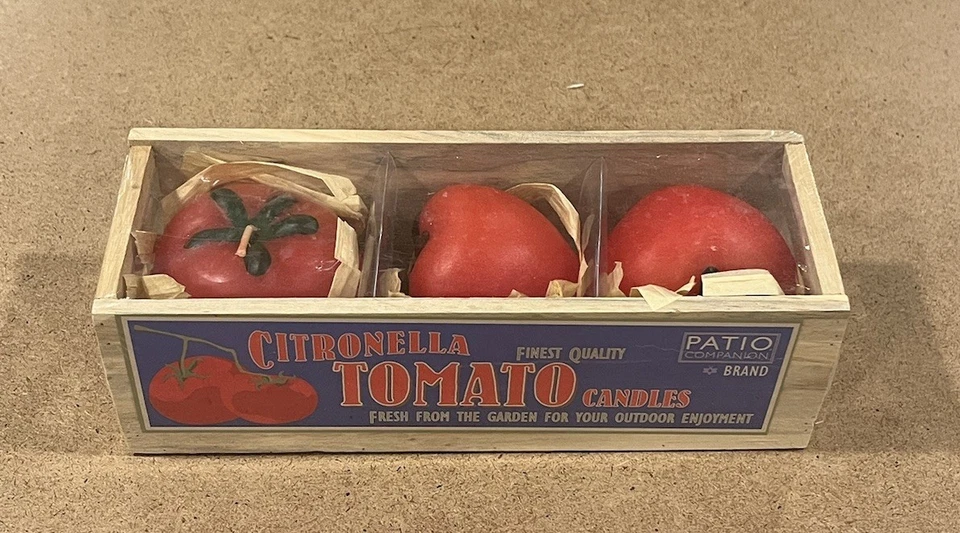 CITRONELLA
FINEST QUALITY
TOMATO
CANDLES
FRESH FROM THE GARDEN FOR YOUR OUTDOOR ENJOYMENT
PATIO
COMPANION
BRAND